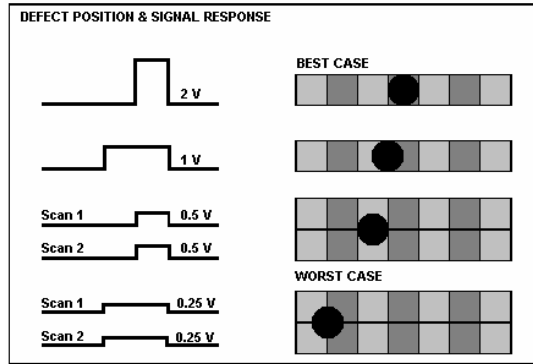 DEFECT POSITION & SIGNAL RESPONSE
BEST CASE
2 V
1 V
Scan 1 0.5 V
Scan 2 0.5 V
WORST CASE
Scan 1 0.25 V
Scan 2 0.25 V